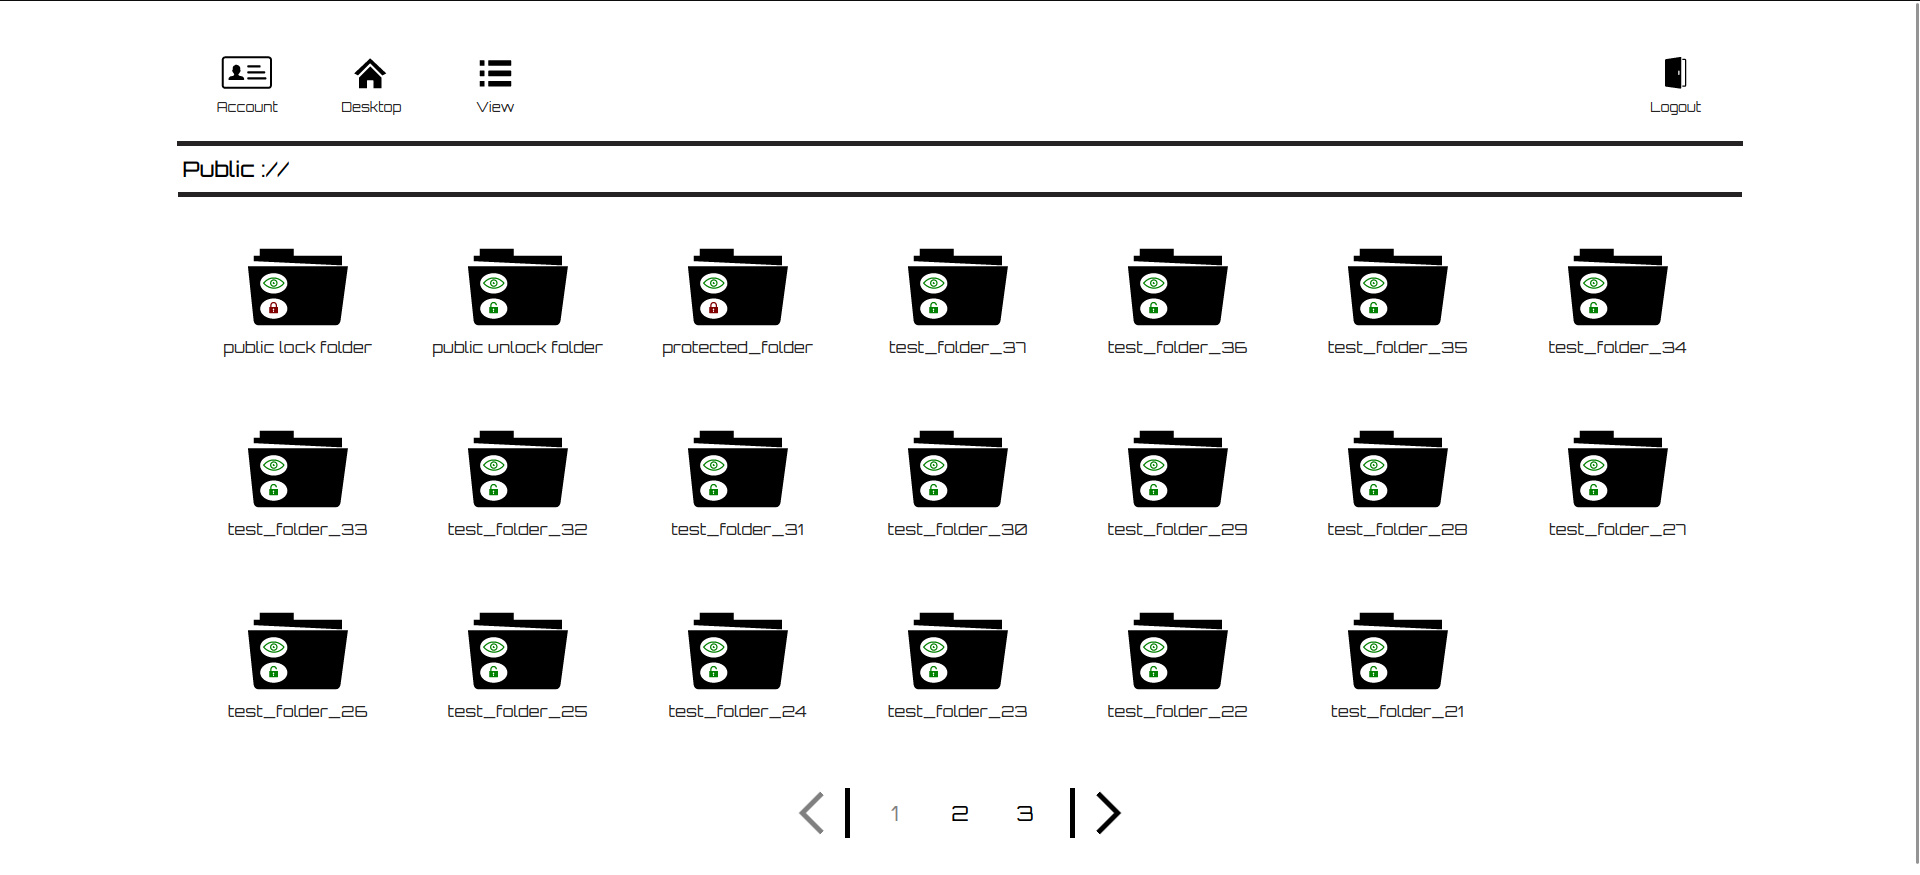 Account Desktop View Logout
Public ://
public lock folder public unlock folder protected_folder test_folder_37 test_folder_36 test_folder_35 test_folder_34
test_folder_33 test_folder_32 test_folder_31 test_folder_30 test_folder_29 test_folder_28 test_folder_27
test_folder_26 test_folder_25 test_folder_24 test_folder_23 test_folder_22 test_folder_21
1 2 3